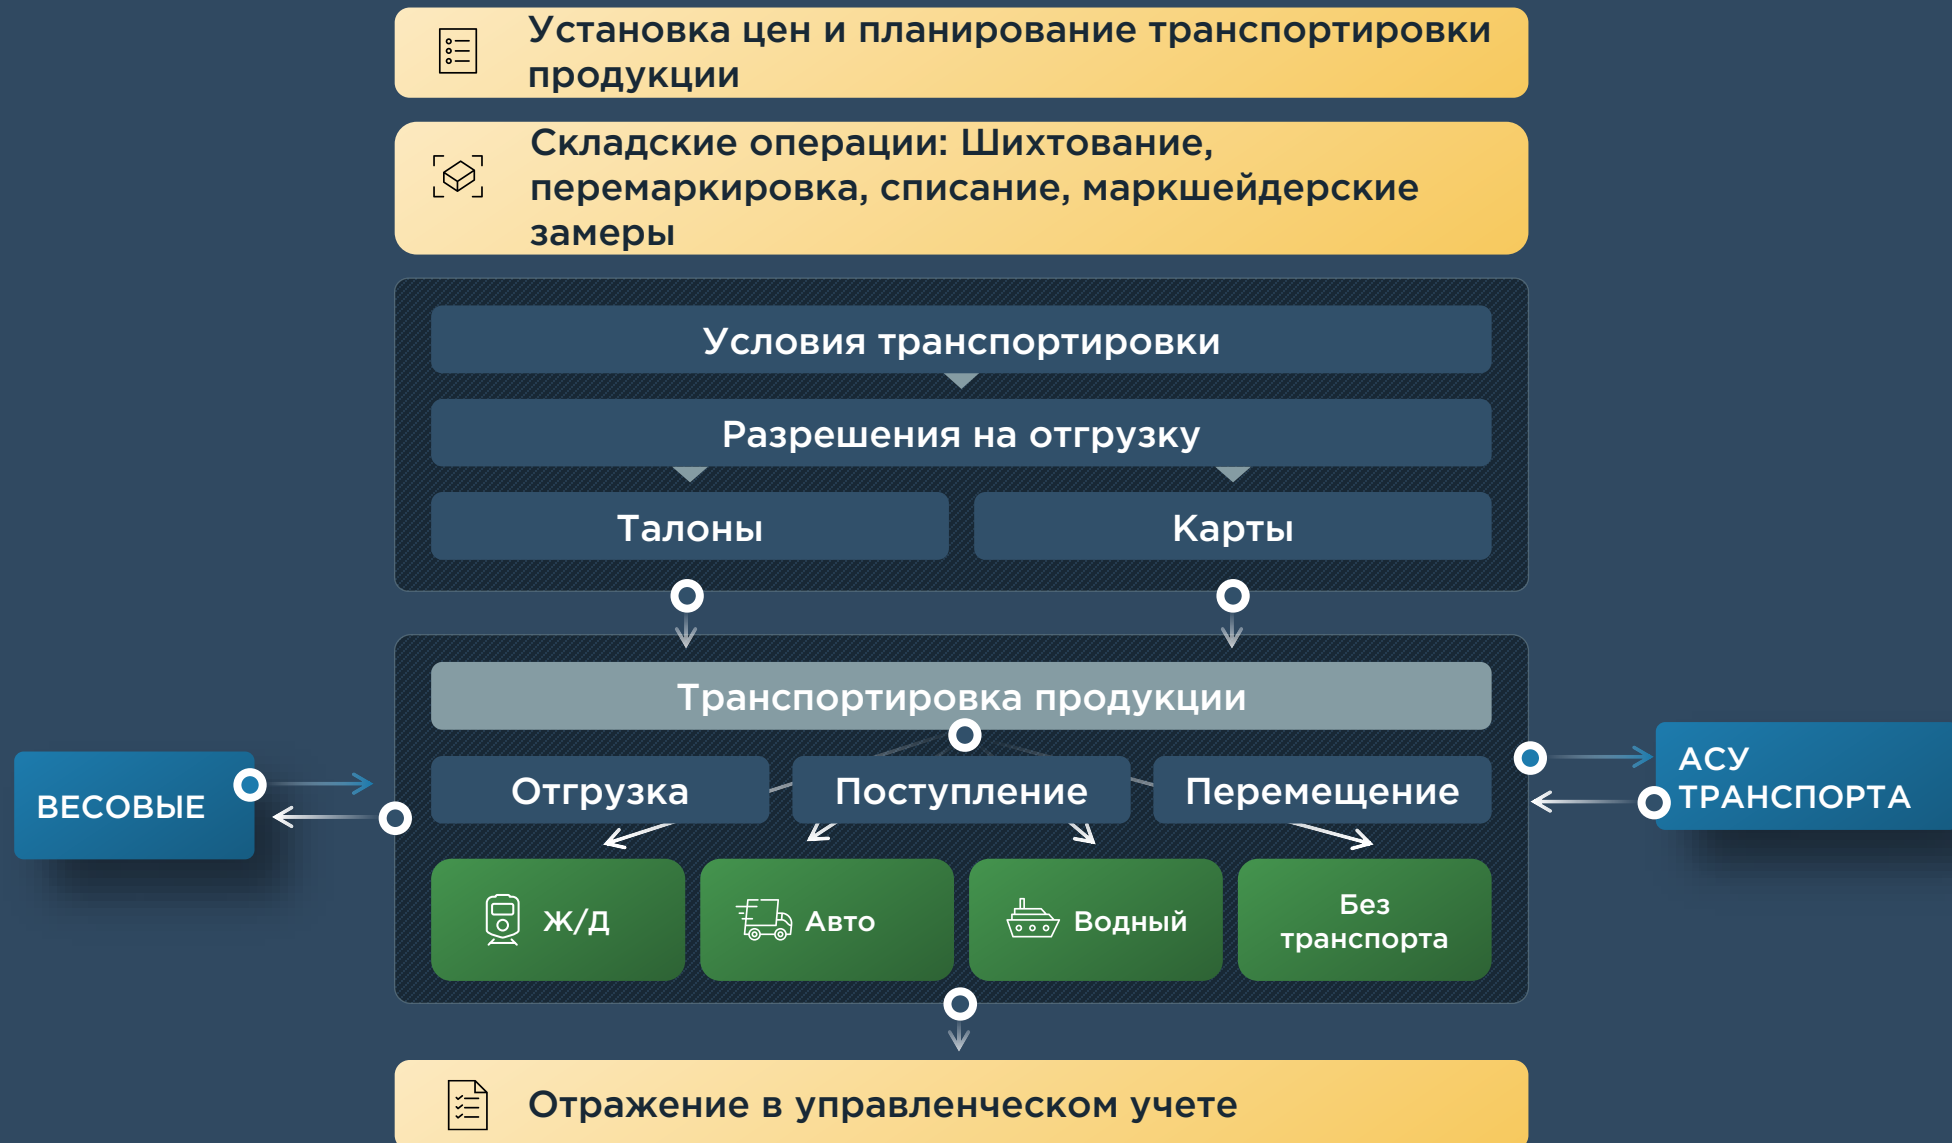 Установка цен и планирование транспортировки
продукции
Складские операции: Шихтование,
перемаркировка, списание, маркшейдерские
замеры
Условия транспортировки
Разрешения на отгрузку
Талоны
Карты
Транспортировка продукции
Отгрузка
Поступление
Перемещение
ВЕСОВЫЕ
АСУ
ТРАНСПОРТА
Ж/Д
Авто
Водный
Без
транспорта
Отражение в управленческом учете